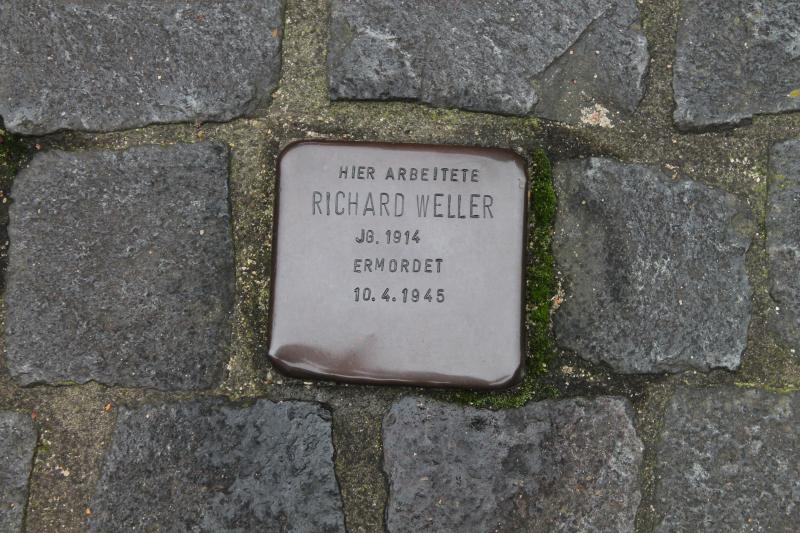 HIER ARBEITETE
RICHARD WELLER
JG. 1914
ERMORDET
10.4.1945